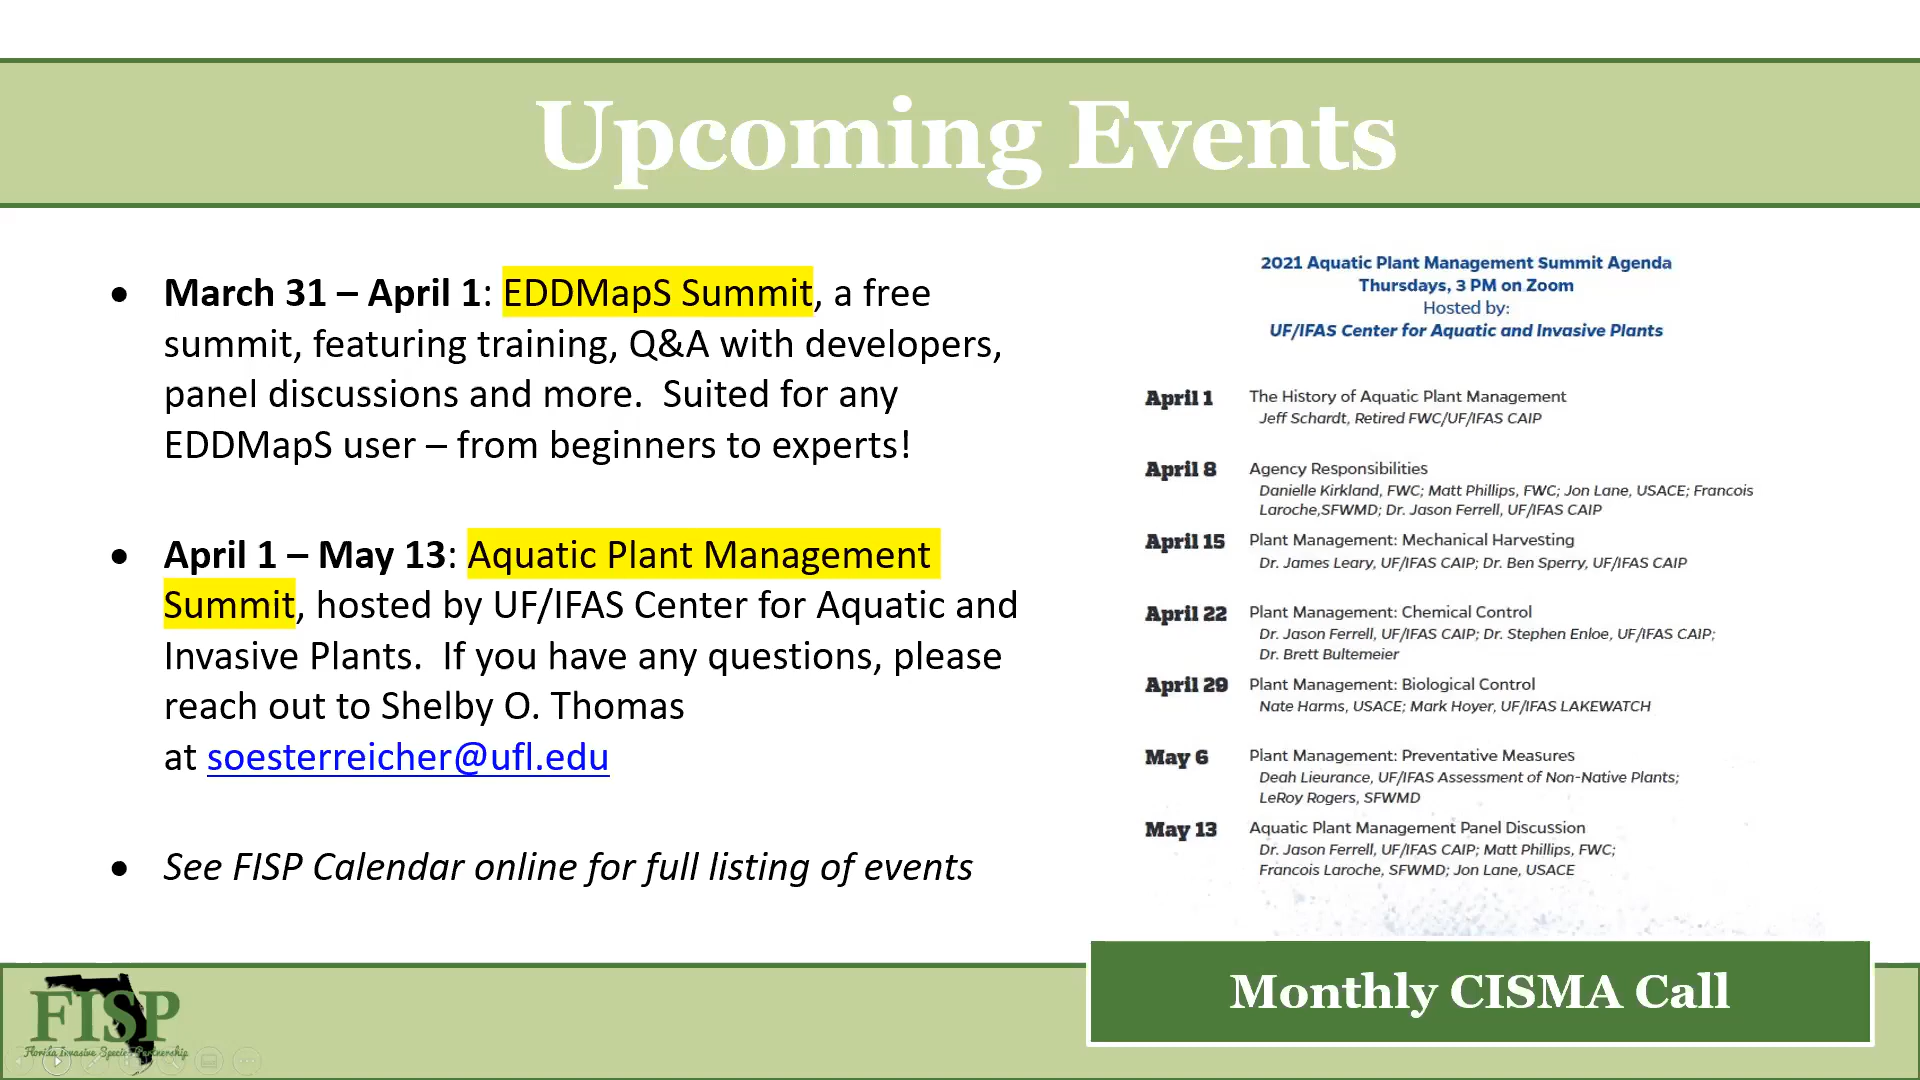 Upcoming Events
• March 31 – April 1: EDDMapS Summit, a free
summit, featuring training, Q&A with developers,
panel discussions and more.  Suited for any
EDDMapS user – from beginners to experts!
• April 1 – May 13: Aquatic Plant Management
Summit, hosted by UF/IFAS Center for Aquatic and
Invasive Plants.  If you have any questions, please
reach out to Shelby O. Thomas
at soesterreicher@ufl.edu
• See FISP Calendar online for full listing of events
2021 Aquatic Plant Management Summit Agenda
Thursdays, 3 PM on Zoom
Hosted by:
UF/IFAS Center for Aquatic and Invasive Plants
April 1 The History of Aquatic Plant Management
Jeff Schardt, Retired FWC/UF/IFAS CAIP
April 8 Agency Responsibilities
Danielle Kirkland, FWC; Matt Phillips, FWC; Jon Lane, USACE; Francois
Laroche,SFWMD; Dr. Jason Ferrell, UF/IFAS CAIP
April 15 Plant Management: Mechanical Harvesting
Dr. James Leary, UF/IFAS CAIP; Dr. Ben Sperry, UF/IFAS CAIP
April 22 Plant Management: Chemical Control
Dr. Jason Ferrell, UF/IFAS CAIP; Dr. Stephen Enloe, UF/IFAS CAIP;
Dr. Brett Bultemeier
April 29 Plant Management: Biological Control
Nate Harms, USACE; Mark Hoyer, UF/IFAS LAKEWATCH
May 6 Plant Management: Preventative Measures
Deah Lieurance, UF/IFAS Assessment of Non-Native Plants;
LeRoy Rogers, SFWMD
May 13 Aquatic Plant Management Panel Discussion
Dr. Jason Ferrell, UF/IFAS CAIP; Matt Phillips, FWC;
Francois Laroche, SFWMD; Jon Lane, USACE
FISP
Florida Invasive Species Partnership
Monthly CISMA Call